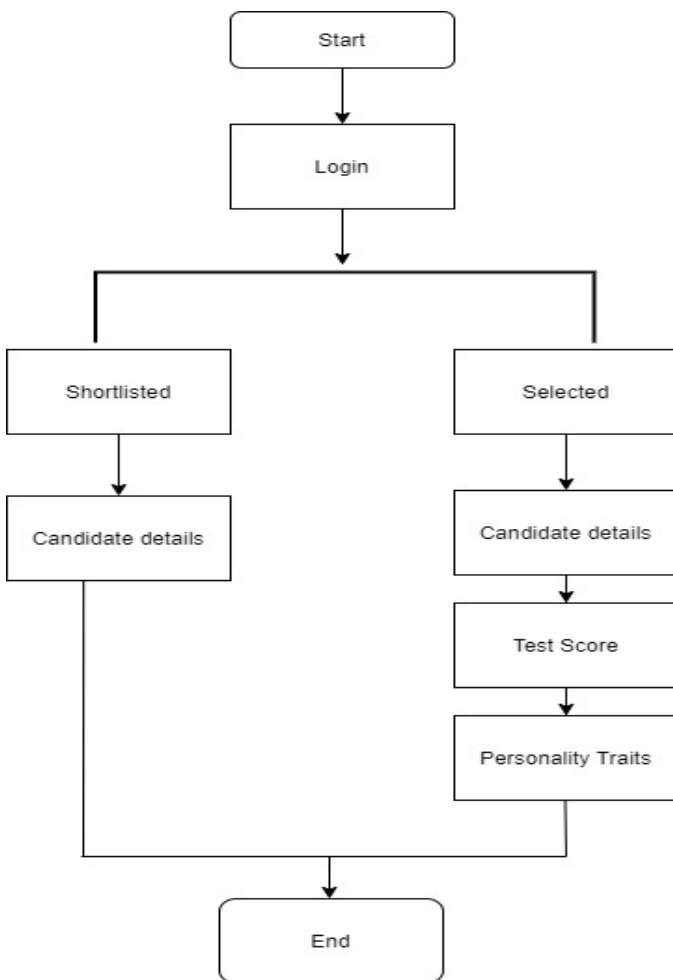 Start
Login
Shortlisted
Selected
Candidate details
Candidate details
Test Score
Personality Traits
End